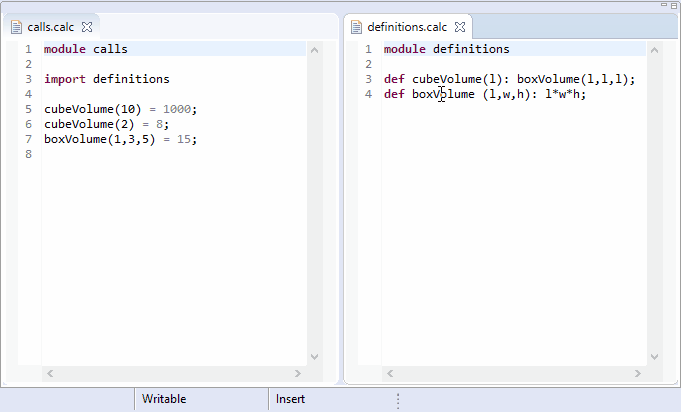 calls.calc
1 module calls
2
3 import definitions
4
5 cubeVolume(10) = 1000;
6 cubeVolume(2) = 8;
7 boxVolume(1,3,5) = 15;
8
definitions.calc
1 module definitions
2
3 def cubeVolume(l): boxVolume(l,l,l);
4 def boxVolume (l,w,h): l*w*h;
Writable Insert